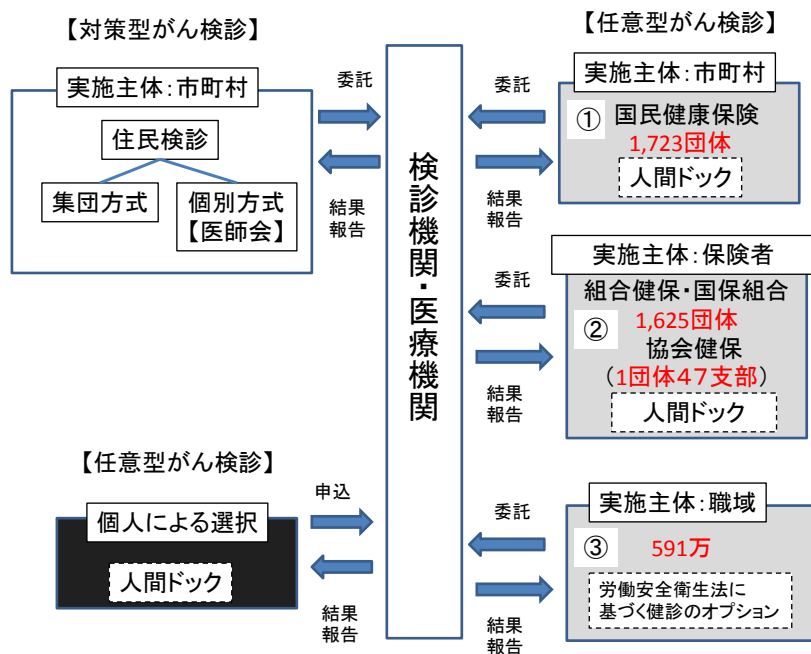 【対策型がん検診】
実施主体：市町村
住民検診
集団方式
個別方式
【医師会】
委託
結果
報告
【任意型がん検診】
個人による選択
人間ドック
申込
結果
報告
検診機関・医療機関
【任意型がん検診】
実施主体：市町村
① 国民健康保険
1,723団体
人間ドック
委託
結果
報告
実施主体：保険者
組合健保・国保組合
② 1,625団体
協会健保
（1団体４７支部）
人間ドック
委託
結果
報告
実施主体：職域
③ 591万
労働安全衛生法に
基づく健診のオプション
委託
結果
報告